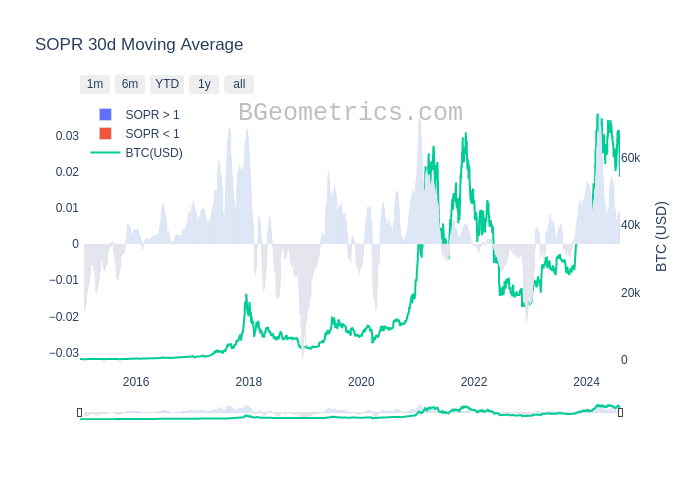 SOPR 30d Moving Average
1m 6m YTD 1y all
BGeometrics.com
SOPR > 1
SOPR < 1
BTC(USD)
0.03
0.02
0.01
0
−0.01
−0.02
−0.03
60k
40k
20k
0
BTC (USD)
2016 2018 2020 2022 2024